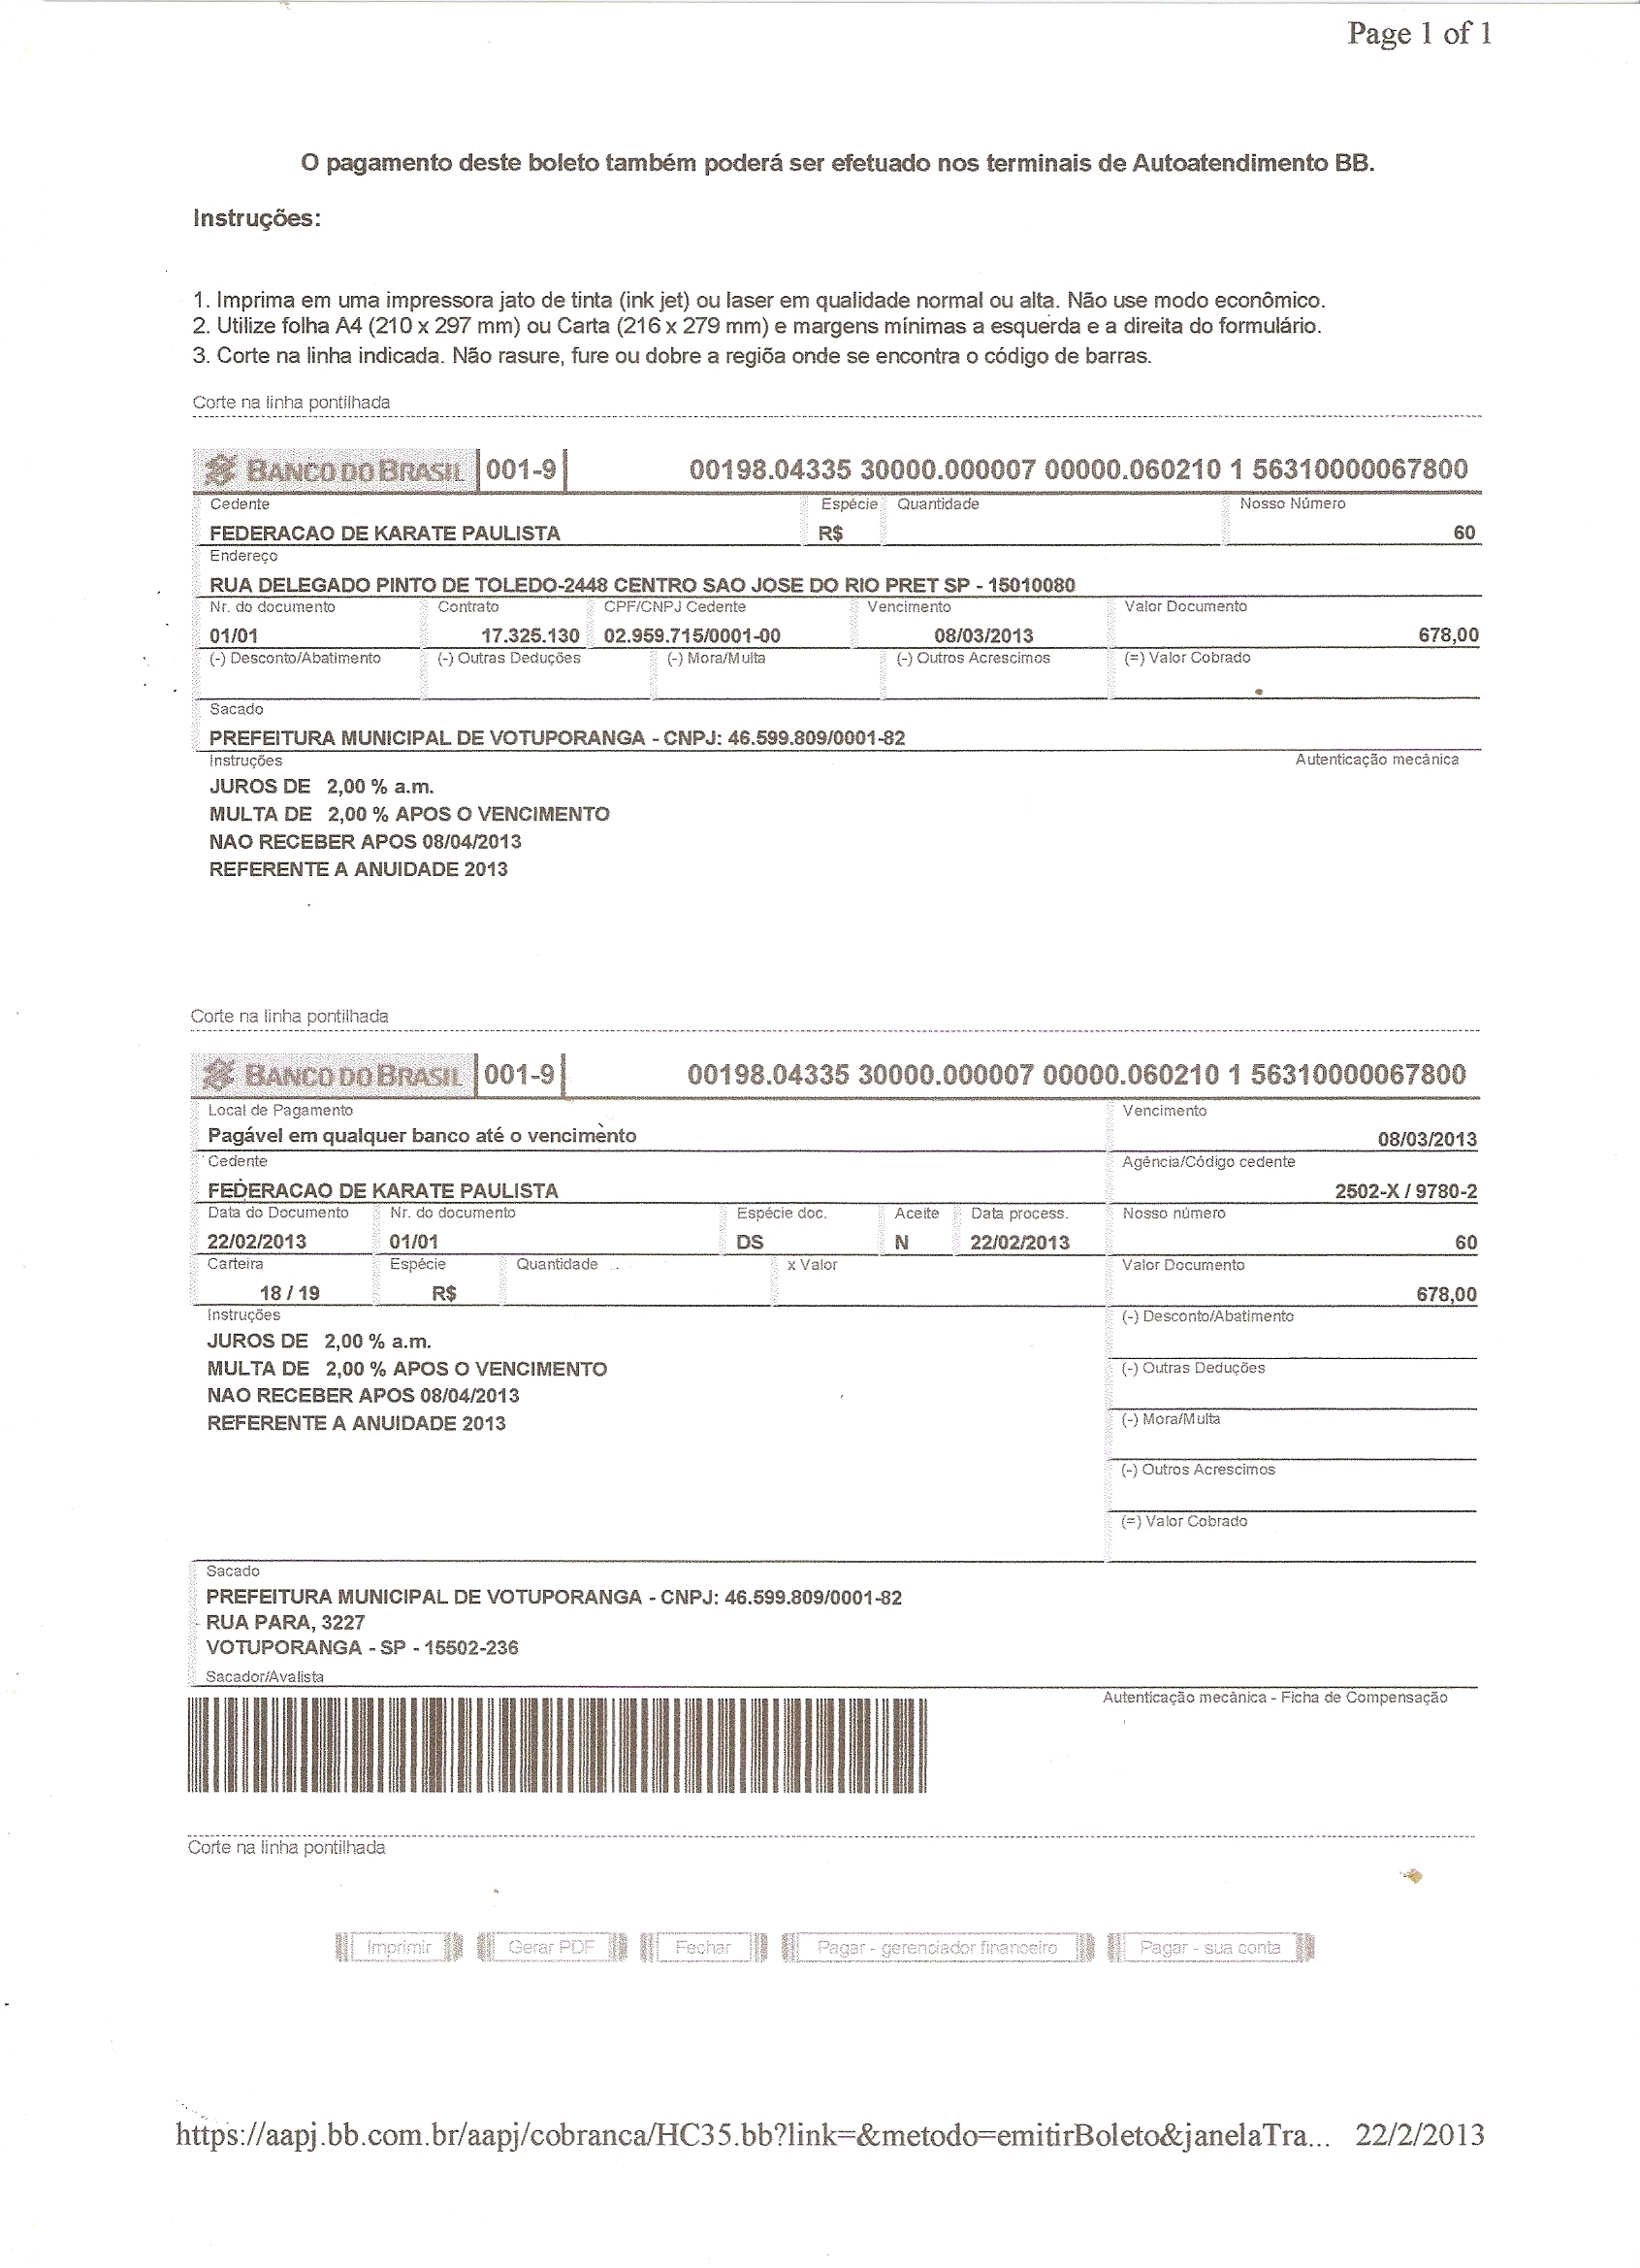 Page 1 of 1
O pagamento deste boleto também poderá ser efetuado nos terminais de Autoatendimento BB.
Instruções:
1. Imprima em uma impressora jato de tinta (ink jet) ou laser em qualidade normal ou alta. Não use modo econômico.
2. Utilize folha A4 (210 x 297 mm) ou Carta (216 x 279 mm) e margens mínimas a esquerda e a direita do formulário.
3. Corte na linha indicada. Não rasure, fure ou dobre a regiõa onde se encontra o código de barras.
Corte na linha pontilhada
BANCO DO BRASIL 001-9 00198.04335 30000.000007 00000.060210 1 56310000067800
Cedente Espécie Quantidade Nosso Número
FEDERACAO DE KARATE PAULISTA R$ 60
Endereço
RUA DELEGADO PINTO DE TOLEDO-2448 CENTRO SAO JOSE DO RIO PRET SP - 15010080
Nr. do documento Contrato CPF/CNPJ Cedente Vencimento Valor Documento
01/01 17.325.130 02.959.715/0001-00 08/03/2013 678,00
(-) Desconto/Abatimento (-) Outras Deduções (-) Mora/Multa (-) Outros Acrescimos (=) Valor Cobrado
Sacado
PREFEITURA MUNICIPAL DE VOTUPORANGA - CNPJ: 46.599.809/0001-82
Instruções Autenticação mecânica
JUROS DE 2,00 % a.m.
MULTA DE 2,00 % APOS O VENCIMENTO
NAO RECEBER APOS 08/04/2013
REFERENTE A ANUIDADE 2013
Corte na linha pontilhada
BANCO DO BRASIL 001-9 00198.04335 30000.000007 00000.060210 1 56310000067800
Local de Pagamento Vencimento
Pagável em qualquer banco até o vencimento 08/03/2013
Cedente Agência/Código cedente
FEDERACAO DE KARATE PAULISTA 2502-X / 9780-2
Data do Documento Nr. do documento Espécie doc. Aceite Data process. Nosso número
22/02/2013 01/01 DS N 22/02/2013 60
Carteira Espécie Quantidade x Valor Valor Documento
18 / 19 R$ 678,00
Instruções (-) Desconto/Abatimento
JUROS DE 2,00 % a.m.
MULTA DE 2,00 % APOS O VENCIMENTO (-) Outras Deduções
NAO RECEBER APOS 08/04/2013
REFERENTE A ANUIDADE 2013 (-) Mora/Multa
(-) Outros Acrescimos
(=) Valor Cobrado
Sacado
PREFEITURA MUNICIPAL DE VOTUPORANGA - CNPJ: 46.599.809/0001-82
RUA PARA, 3227
VOTUPORANGA - SP - 15502-236
Sacador/Avalista
Autenticação mecânica - Ficha de Compensação
Corte na linha pontilhada
Imprimir Gerar PDF Fechar Pagar - gerenciador financeiro Pagar - sua conta
https://aapj.bb.com.br/aapj/cobranca/HC35.bb?link=&metodo=emitirBoleto&janelaTra... 22/2/2013